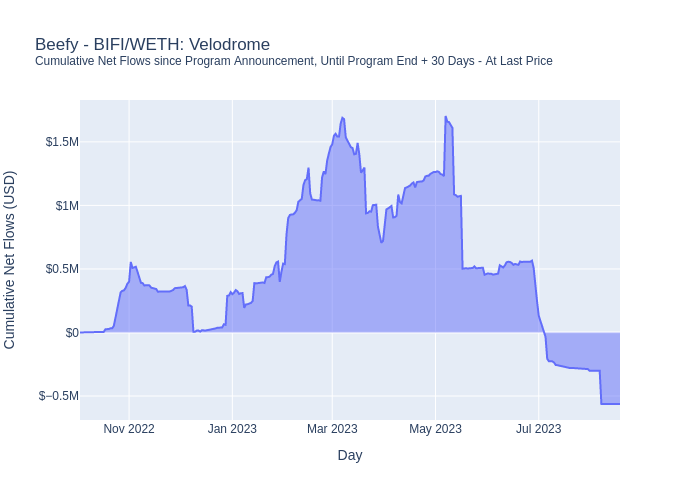 Beefy - BIFI/WETH: Velodrome
Cumulative Net Flows since Program Announcement, Until Program End + 30 Days - At Last Price
Cumulative Net Flows (USD)
$1.5M
$1M
$0.5M
$0
$−0.5M
Nov 2022
Jan 2023
Mar 2023
May 2023
Jul 2023
Day